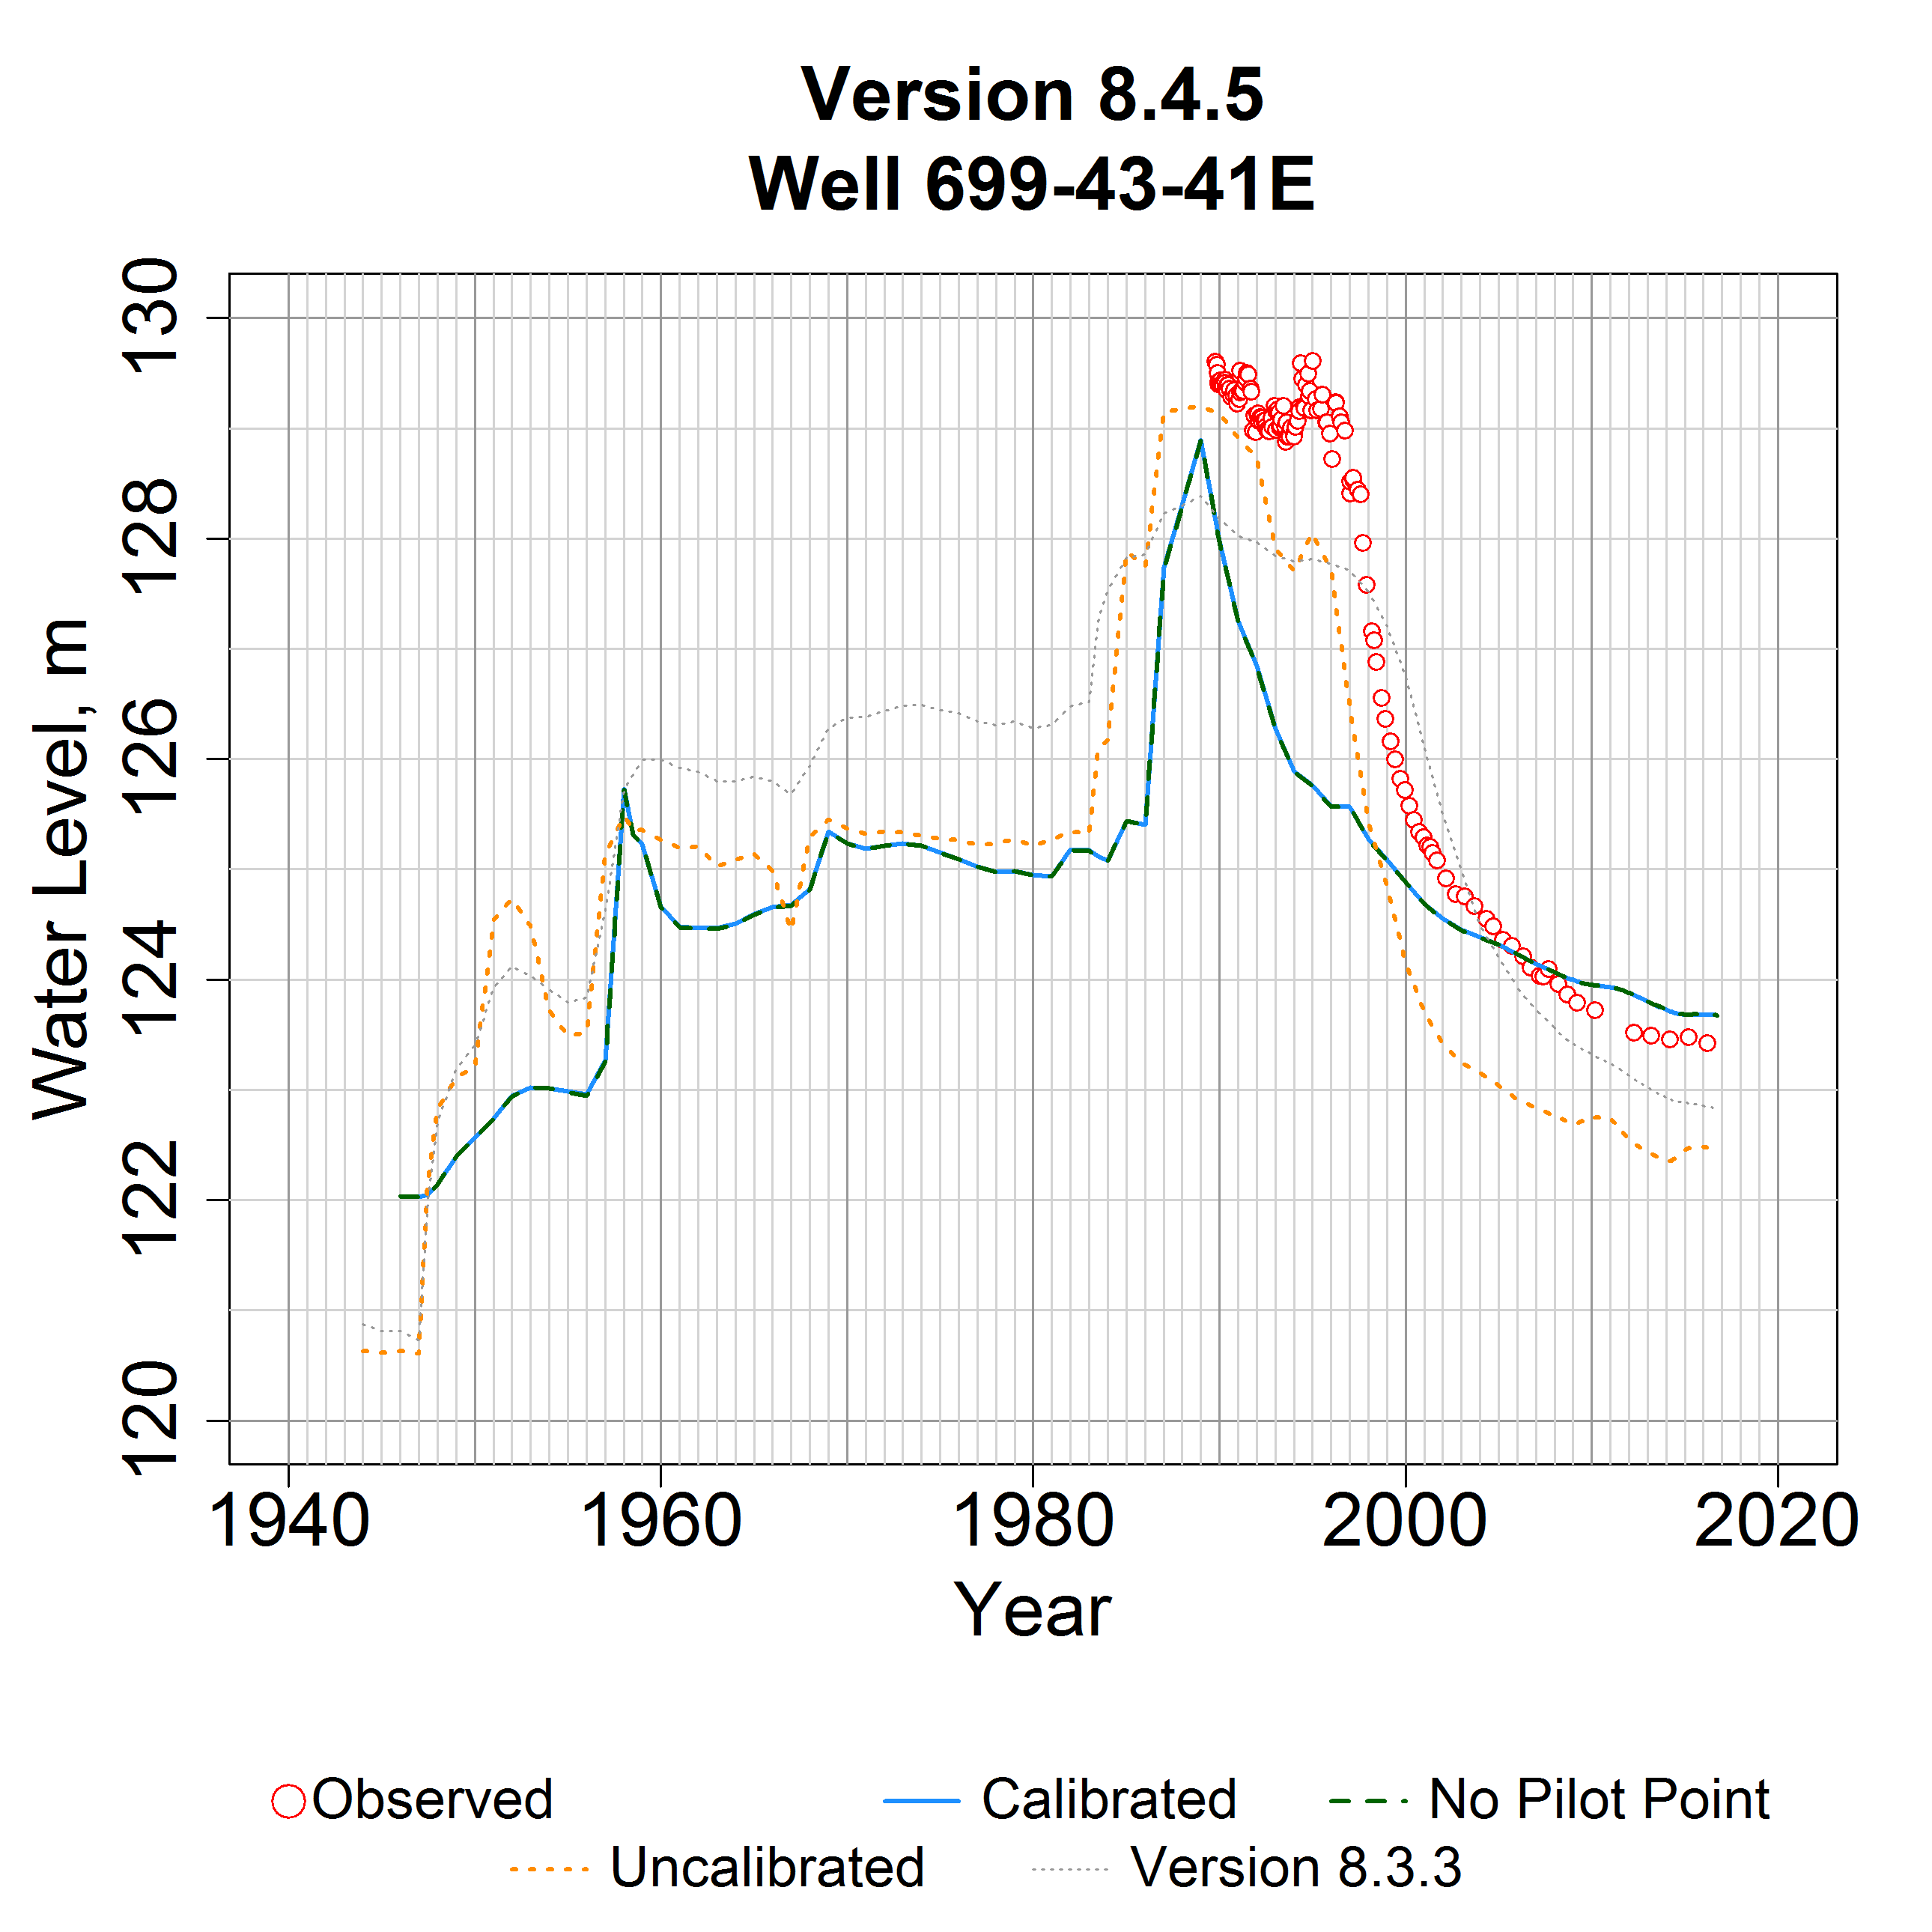 Version 8.4.5
Well 699-43-41E
Water Level, m
130
128
126
124
122
120
1940 1960 1980 2000 2020
Year
Observed Calibrated No Pilot Point
Uncalibrated Version 8.3.3